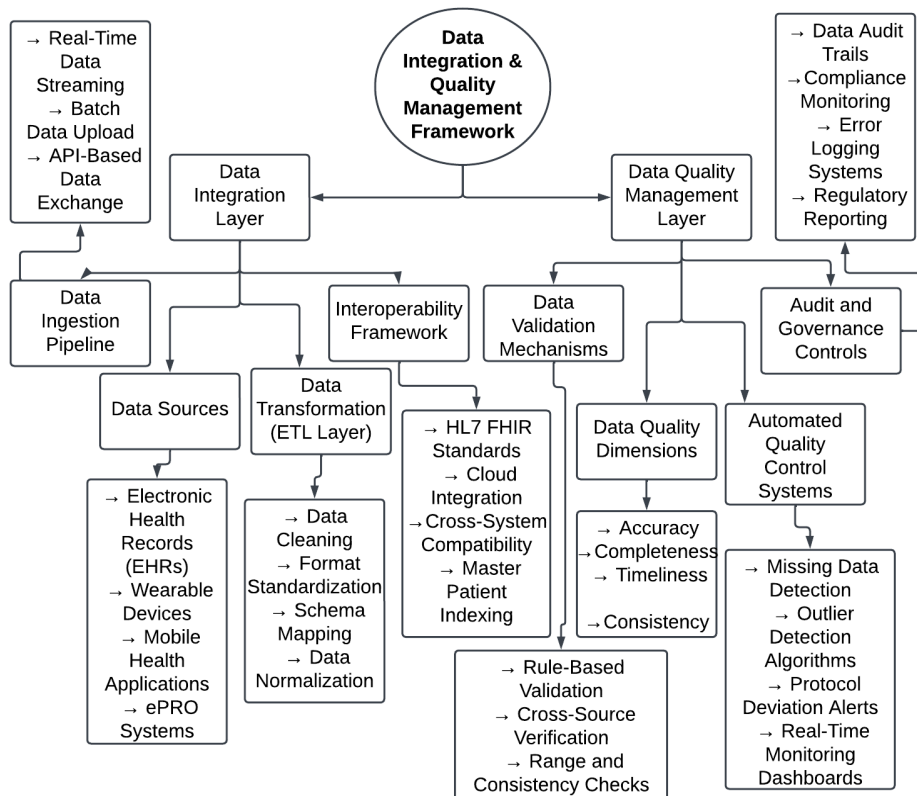 Data
Integration &
Quality
Management
Framework
→ Real-Time
Data
Streaming
→ Batch
Data Upload
→ API-Based
Data
Exchange
→ Data Audit
Trails
→Compliance
Monitoring
→ Error
Logging
Systems
→ Regulatory
Reporting
Data
Integration
Layer
Data Quality
Management
Layer
Data
Ingestion
Pipeline
Interoperability
Framework
Data
Validation
Mechanisms
Audit and
Governance
Controls
Data Sources
Data
Transformation
(ETL Layer)
Data Quality
Dimensions
Automated
Quality
Control
Systems
→ Electronic
Health
Records
(EHRs)
→ Wearable
Devices
→ Mobile
Health
Applications
→ ePRO
Systems
→ Data
Cleaning
→ Format
Standardization
→ Schema
Mapping
→ Data
Normalization
→ HL7 FHIR
Standards
→ Cloud
Integration
→Cross-System
Compatibility
→ Master
Patient
Indexing
→ Accuracy
→Completeness
→ Timeliness
→Consistency
→ Rule-Based
Validation
→ Cross-Source
Verification
→ Range and
Consistency Checks
→ Missing Data
Detection
→ Outlier
Detection
Algorithms
→ Protocol
Deviation Alerts
→ Real-Time
Monitoring
Dashboards